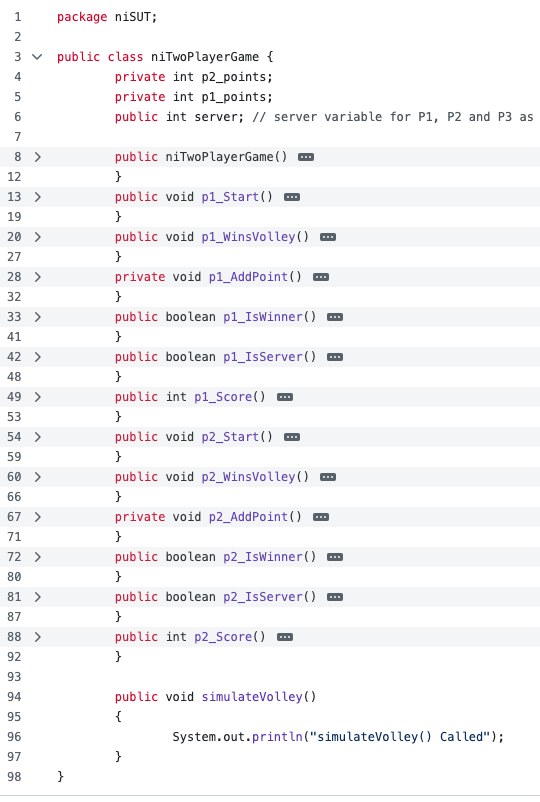 1 package niSUT;
2
3 public class niTwoPlayerGame {
4 private int p2_points;
5 private int p1_points;
6 public int server; // server variable for P1, P2 and P3 as
7
8 public niTwoPlayerGame() ...
12 }
13 public void p1_Start() ...
19 }
20 public void p1_WinsVolley() ...
27 }
28 private void p1_AddPoint() ...
32 }
33 public boolean p1_IsWinner() ...
41 }
42 public boolean p1_IsServer() ...
48 }
49 public int p1_Score() ...
53 }
54 public void p2_Start() ...
59 }
60 public void p2_WinsVolley() ...
66 }
67 private void p2_AddPoint() ...
71 }
72 public boolean p2_IsWinner() ...
80 }
81 public boolean p2_IsServer() ...
87 }
88 public int p2_Score() ...
92 }
93
94 public void simulateVolley()
95 {
96 System.out.println("simulateVolley() Called");
97 }
98 }